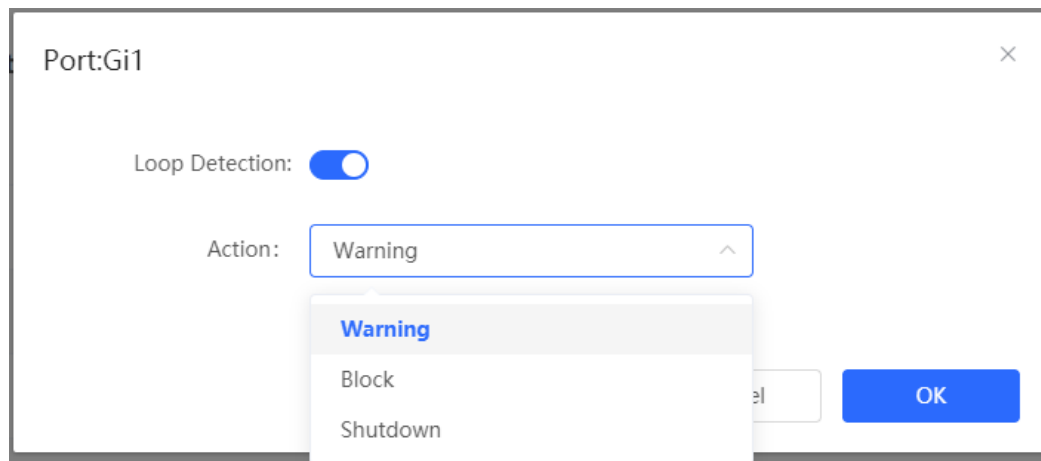 Port:Gi1
Loop Detection:
Action: Warning
Warning
Block
Shutdown
OK